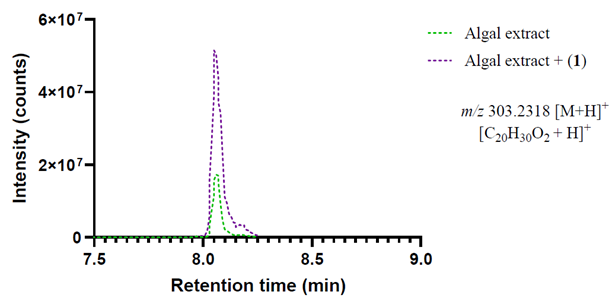 6×10⁷
4×10⁷
2×10⁷
0
Intensity (counts)
7.5 8.0 8.5 9.0
Retention time (min)
Algal extract
Algal extract + (1)
m/z 303.2318 [M+H]⁺
[C₂₀H₃₀O₂ + H]⁺